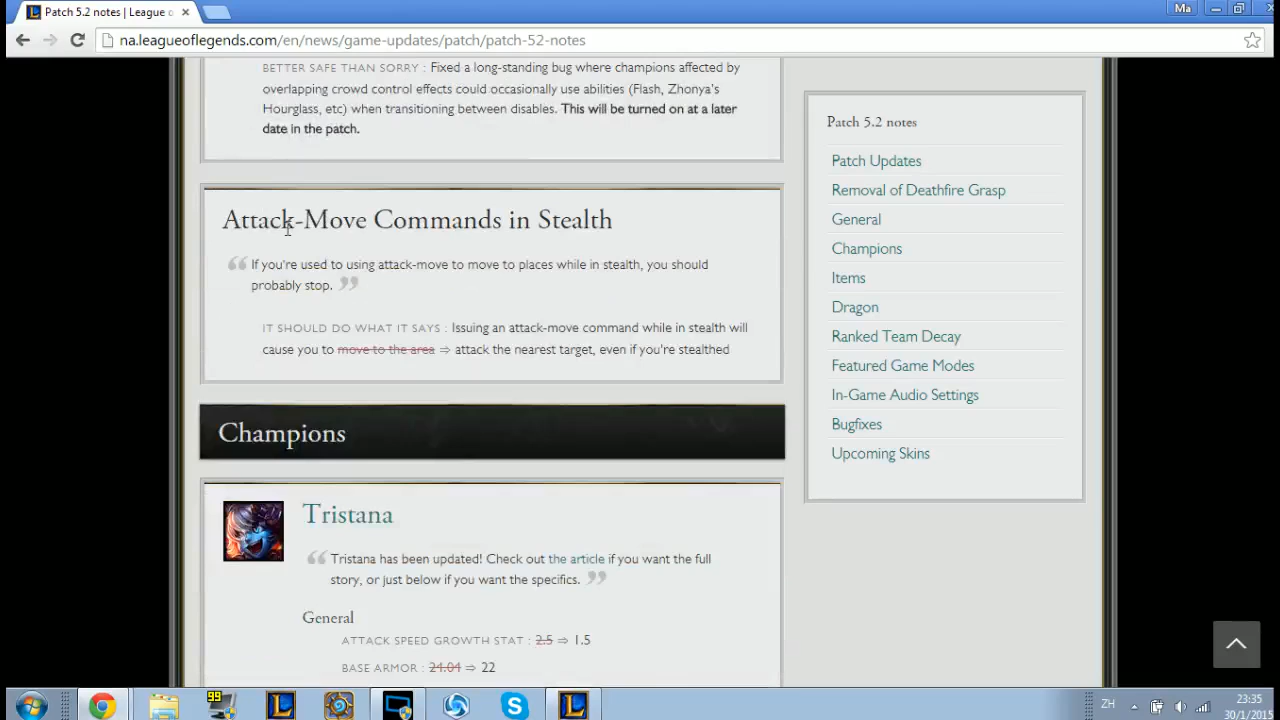 Patch 5.2 notes | League o
Ma
na.leagueoflegends.com/en/news/game-updates/patch/patch-52-notes
BETTER SAFE THAN SORRY : Fixed a long-standing bug where champions affected by
overlapping crowd control effects could occasionally use abilities (Flash, Zhonya's
Hourglass, etc) when transitioning between disables. This will be turned on at a later
date in the patch.
Attack-Move Commands in Stealth
“ If you're used to using attack-move to move to places while in stealth, you should
probably stop. ”
IT SHOULD DO WHAT IT SAYS : Issuing an attack-move command while in stealth will
cause you to move to the area ⇒ attack the nearest target, even if you're stealthed
Champions
Tristana
“ Tristana has been updated! Check out the article if you want the full
story, or just below if you want the specifics. ”
General
ATTACK SPEED GROWTH STAT : 2.5 ⇒ 1.5
BASE ARMOR : 24.04 ⇒ 22
Patch 5.2 notes
Patch Updates
Removal of Deathfire Grasp
General
Champions
Items
Dragon
Ranked Team Decay
Featured Game Modes
In-Game Audio Settings
Bugfixes
Upcoming Skins
99
ZH
23:35
30/1/2015